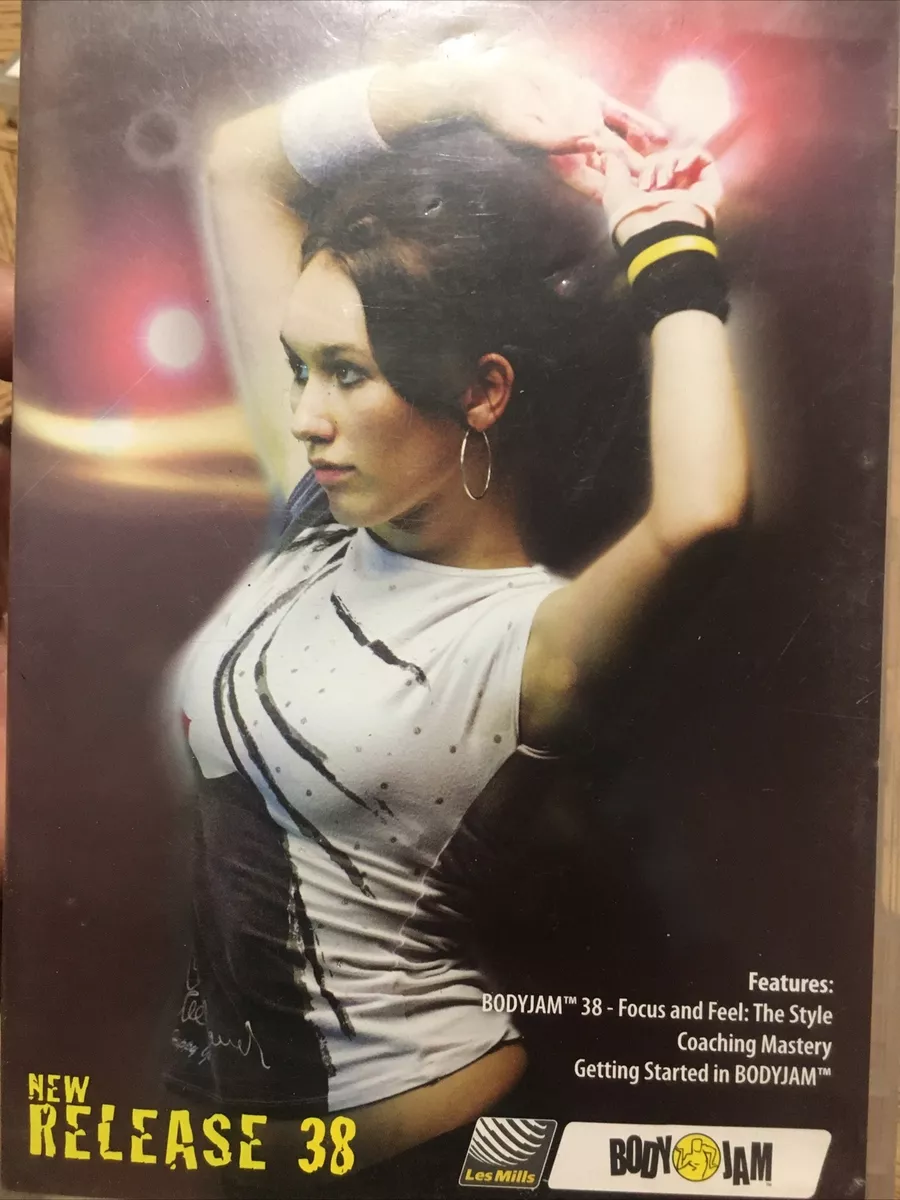 Features:
BODYJAM™ 38 - Focus and Feel: The Style
Coaching Mastery
Getting Started in BODYJAM™
NEW
RELEASE 38
Les Mills
BODY JAM™